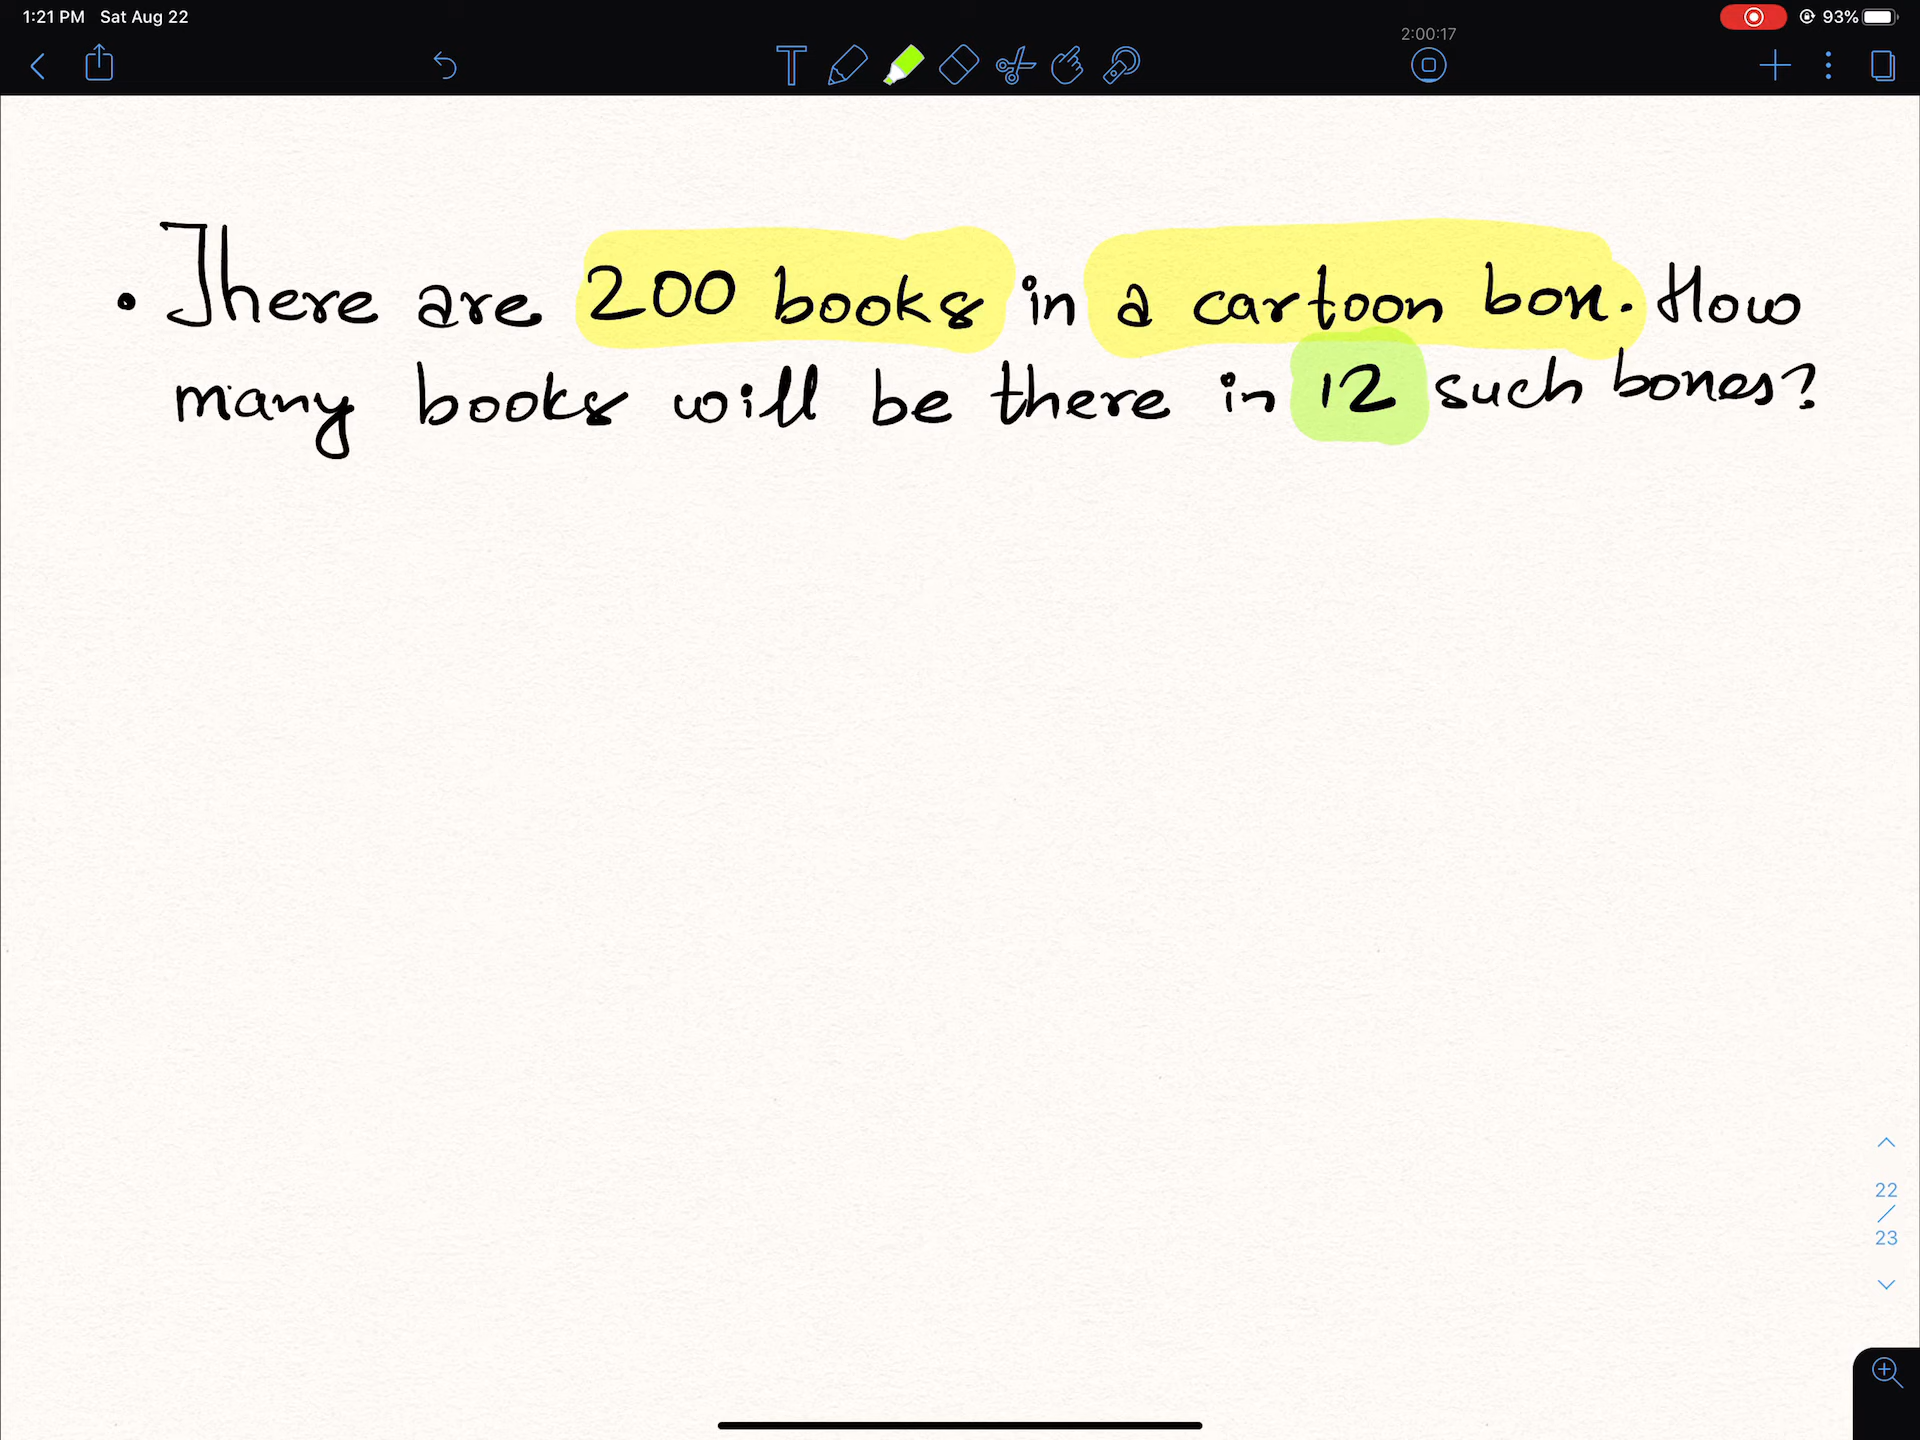 1:21 PM Sat Aug 22
93%
2:00:17
• There are 200 books in a cartoon box. How
many books will be there in 12 such boxes?
22
/
23